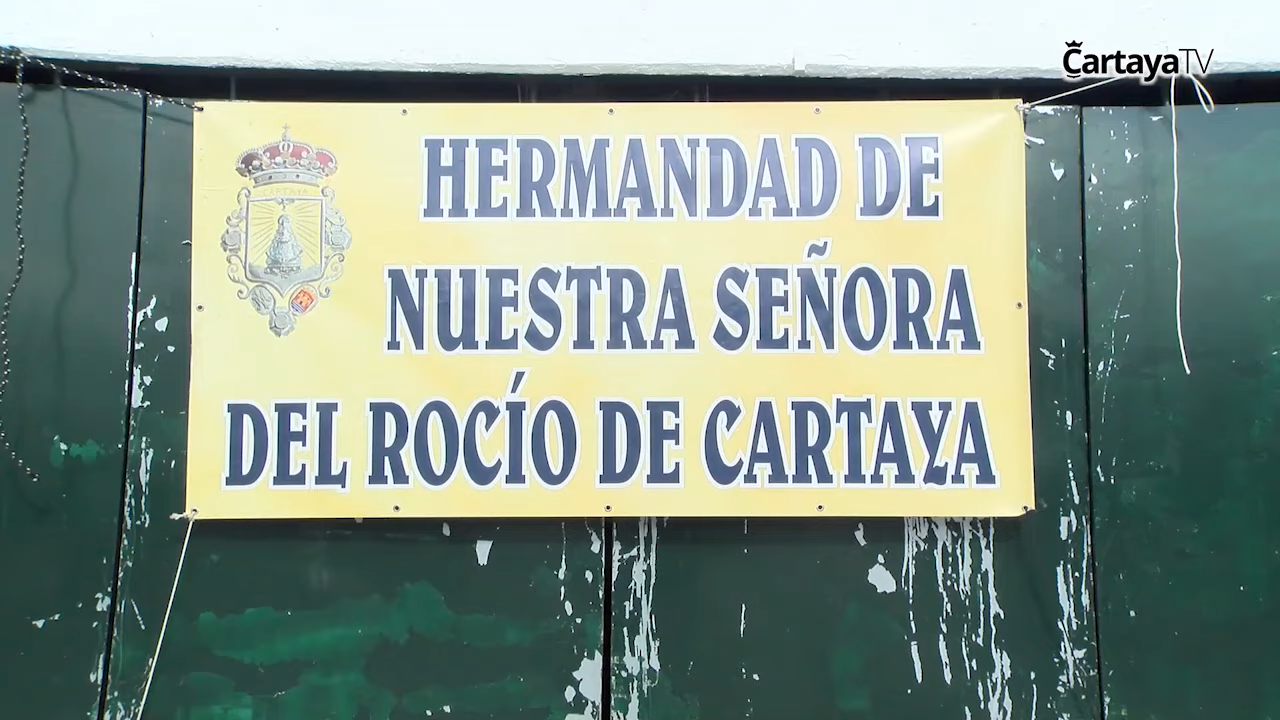 CartayaTV
HERMANDAD DE
NUESTRA SEÑORA
DEL ROCÍO DE CARTAYA